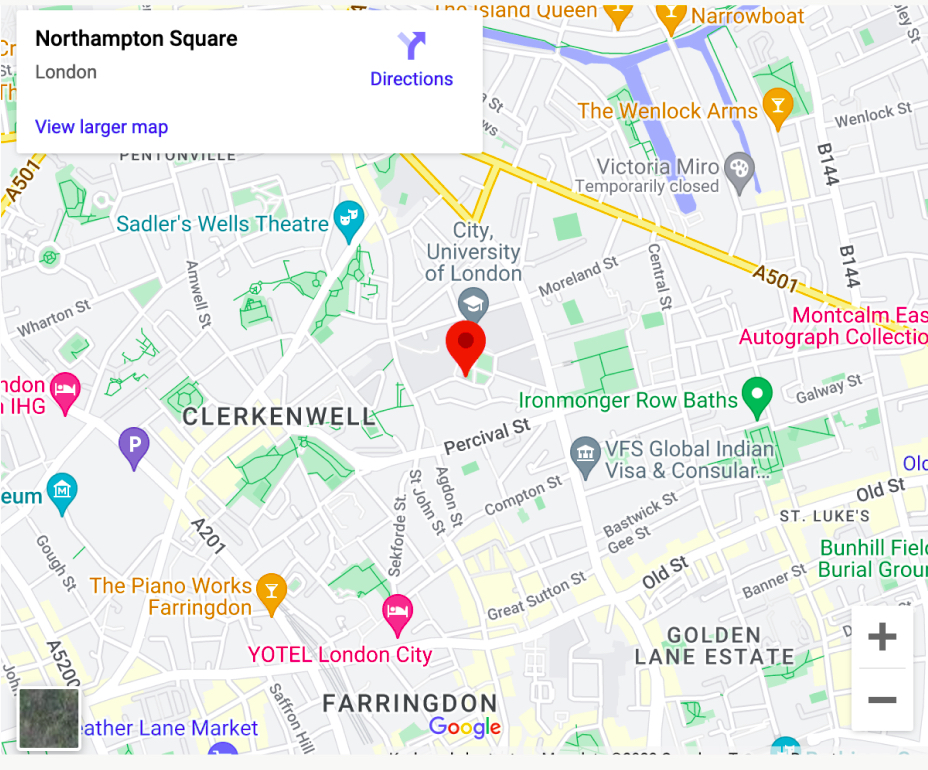 The Island Queen
Narrowboat
Northampton Square
London
Directions
View larger map
The Wenlock Arms
Wenlock St
B144
PENTONVILLE
A501
Victoria Miro
Temporarily closed
Sadler's Wells Theatre
City,
University
of London
Moreland St
Central St
A501
B144
Amwell St
Wharton St
Montcalm Eas
Autograph Collectio
ndon
IHG
CLERKENWELL
Ironmonger Row Baths
Galway St
Percival St
P
VFS Global Indian
Visa & Consular...
eum
Agdon St
St John St
Sekforde St
Compton St
Old St
ST. LUKE'S
Bastwick St
Gee St
A201
Gough St
Bunhill Fiel
Burial Grou
Old St
Banner St
The Piano Works
Farringdon
Great Sutton St
YOTEL London City
GOLDEN
LANE ESTATE
A5200
FARRINGDON
Google
Saffron Hill
eather Lane Market